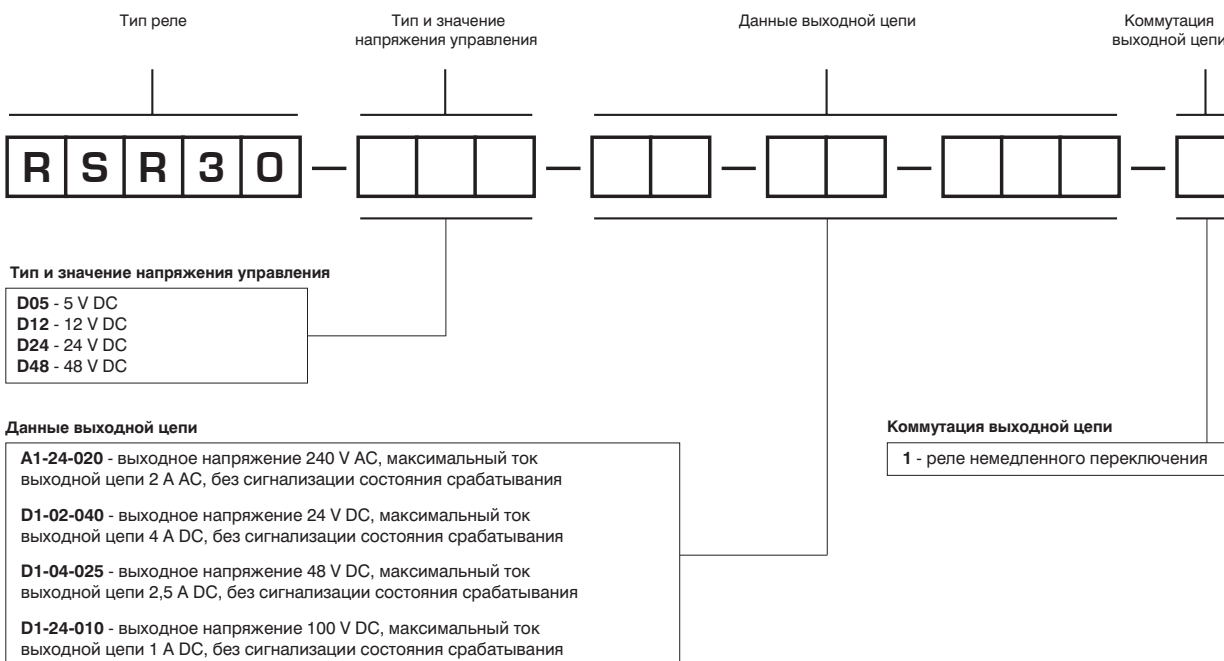 Тип реле
Тип и значение
напряжения управления
Данные выходной цепи
Коммутация
выходной цепи
RSR30 — — — — —
Тип и значение напряжения управления
D05 - 5 V DC
D12 - 12 V DC
D24 - 24 V DC
D48 - 48 V DC
Данные выходной цепи
A1-24-020 - выходное напряжение 240 V AC, максимальный ток
выходной цепи 2 A AC, без сигнализации состояния срабатывания
D1-02-040 - выходное напряжение 24 V DC, максимальный ток
выходной цепи 4 A DC, без сигнализации состояния срабатывания
D1-04-025 - выходное напряжение 48 V DC, максимальный ток
выходной цепи 2,5 A DC, без сигнализации состояния срабатывания
D1-24-010 - выходное напряжение 100 V DC, максимальный ток
выходной цепи 1 A DC, без сигнализации состояния срабатывания
Коммутация выходной цепи
1 - реле немедленного переключения